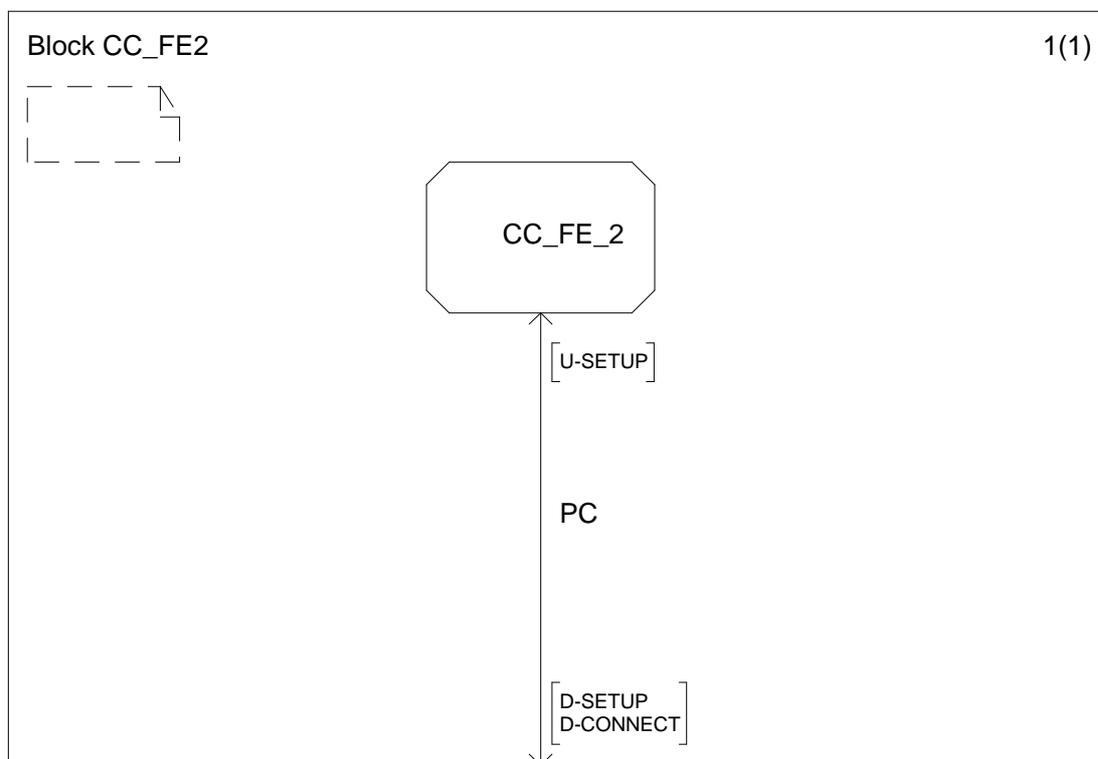 Block CC_FE2
1(1)
CC_FE_2
U-SETUP
PC
D-SETUP
D-CONNECT